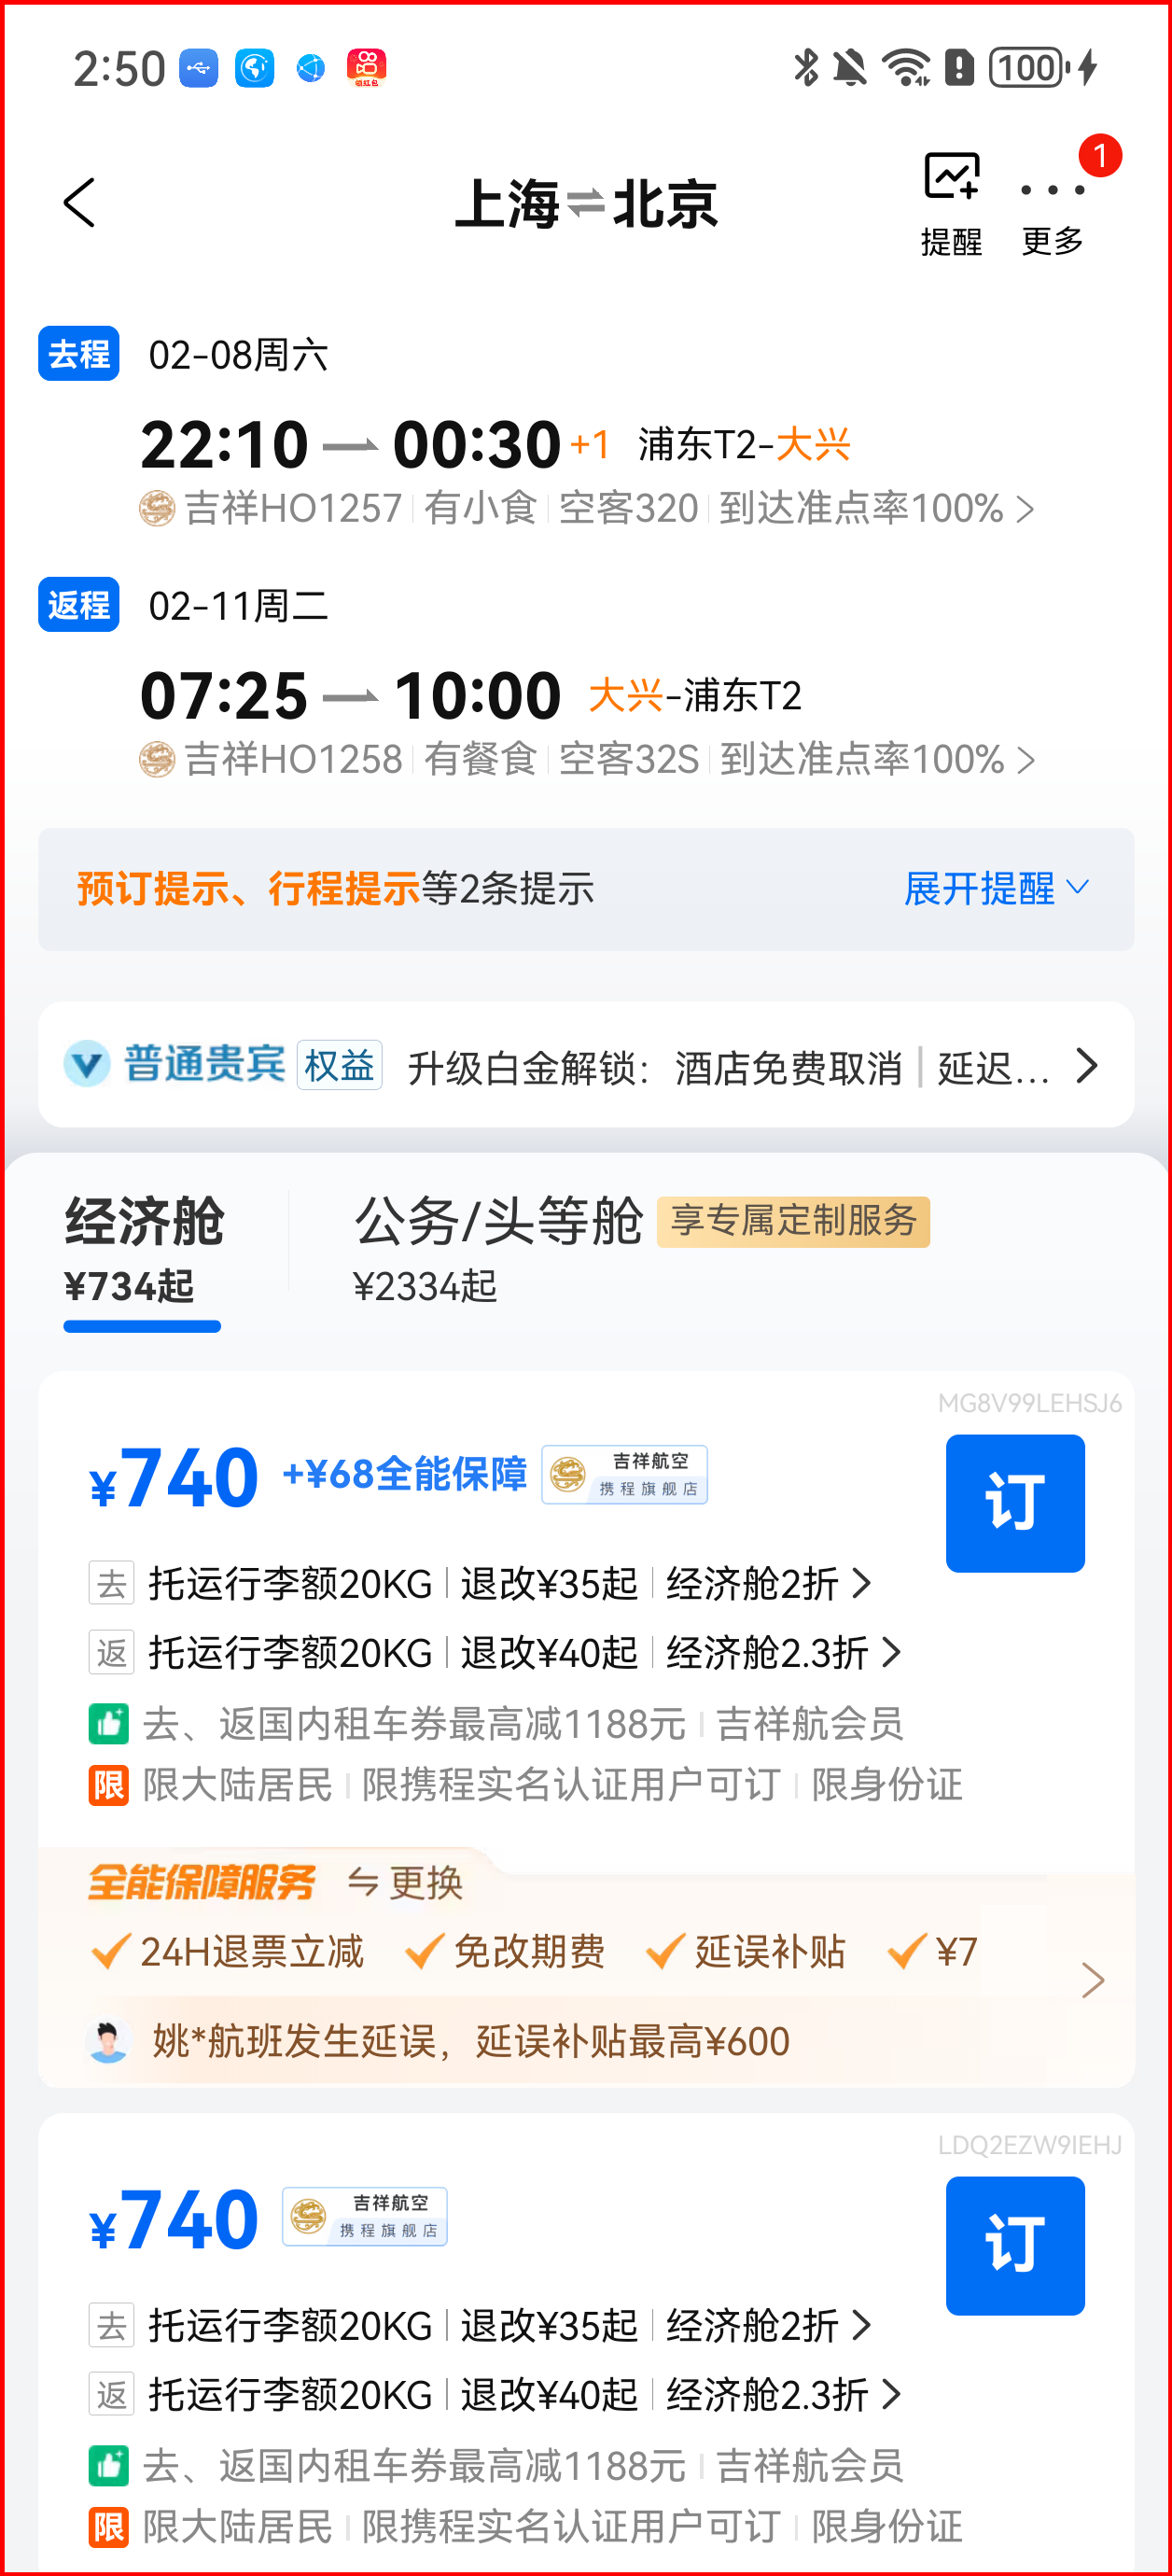 2:50
领红包
100
上海⇌北京
1
提醒 更多
去程 02-08周六
22:10 00:30 +1 浦东T2-大兴
吉祥HO1257 | 有小食 | 空客320 | 到达准点率100% >
返程 02-11周二
07:25 10:00 大兴-浦东T2
吉祥HO1258 | 有餐食 | 空客32S | 到达准点率100% >
预订提示、行程提示等2条提示 展开提醒
普通贵宾 权益 升级白金解锁：酒店免费取消 | 延迟... >
经济舱 公务/头等舱 享专属定制服务
¥734起 ¥2334起
MG8V99LEHSJ6
¥740 +¥68全能保障 吉祥航空 携程旗舰店 订
去 托运行李额20KG | 退改¥35起 | 经济舱2折 >
返 托运行李额20KG | 退改¥40起 | 经济舱2.3折 >
去、返国内租车券最高减1188元 | 吉祥航会员
限 限大陆居民 | 限携程实名认证用户可订 | 限身份证
全能保障服务 ⇋ 更换
24H退票立减 免改期费 延误补贴 ¥7
姚*航班发生延误，延误补贴最高¥600
LDQ2EZW9IEHJ
¥740 吉祥航空 携程旗舰店 订
去 托运行李额20KG | 退改¥35起 | 经济舱2折 >
返 托运行李额20KG | 退改¥40起 | 经济舱2.3折 >
去、返国内租车券最高减1188元 | 吉祥航会员
限 限大陆居民 | 限携程实名认证用户可订 | 限身份证